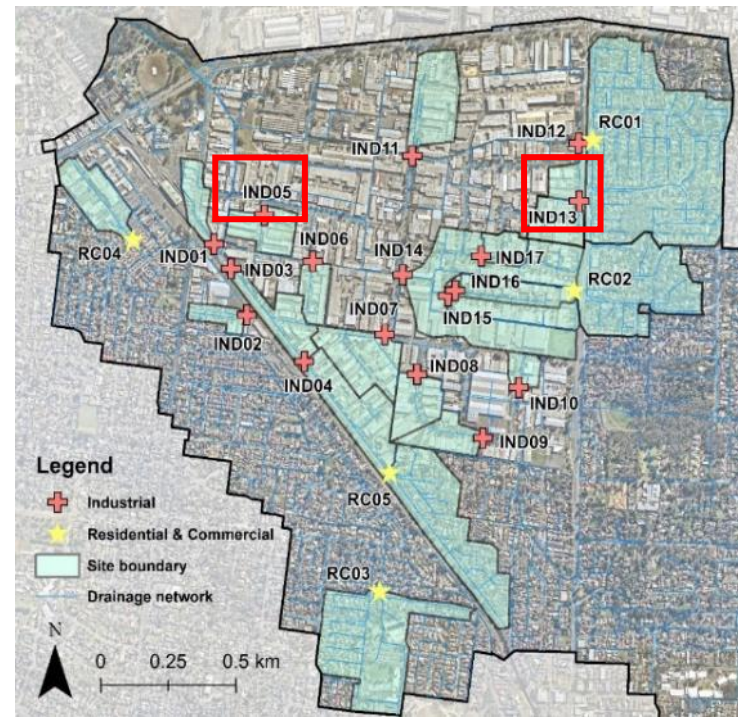 RC01
IND12
IND11
IND05
IND13
IND06
IND14
IND17
RC04
IND01
IND03
IND16
RC02
IND15
IND02
IND07
IND08
IND04
IND10
IND09
RC05
RC03
Legend
Industrial
Residential & Commercial
Site boundary
Drainage network
N
0 0.25 0.5 km